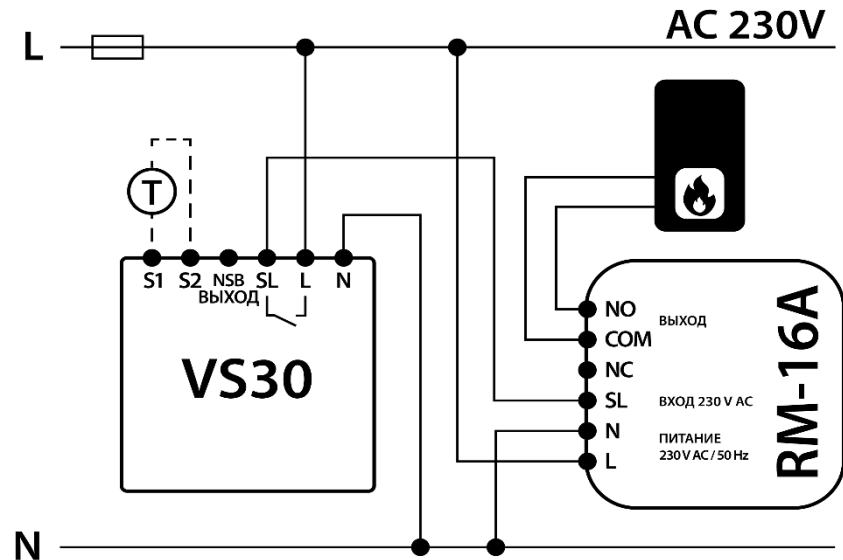 L
AC 230V
T
S1 S2 NSB SL L N
ВЫХОД
VS30
NO
COM
ВЫХОД
NC
SL ВХОД 230 V AC
N ПИТАНИЕ
L 230 V AC / 50 Hz
RM-16A
N